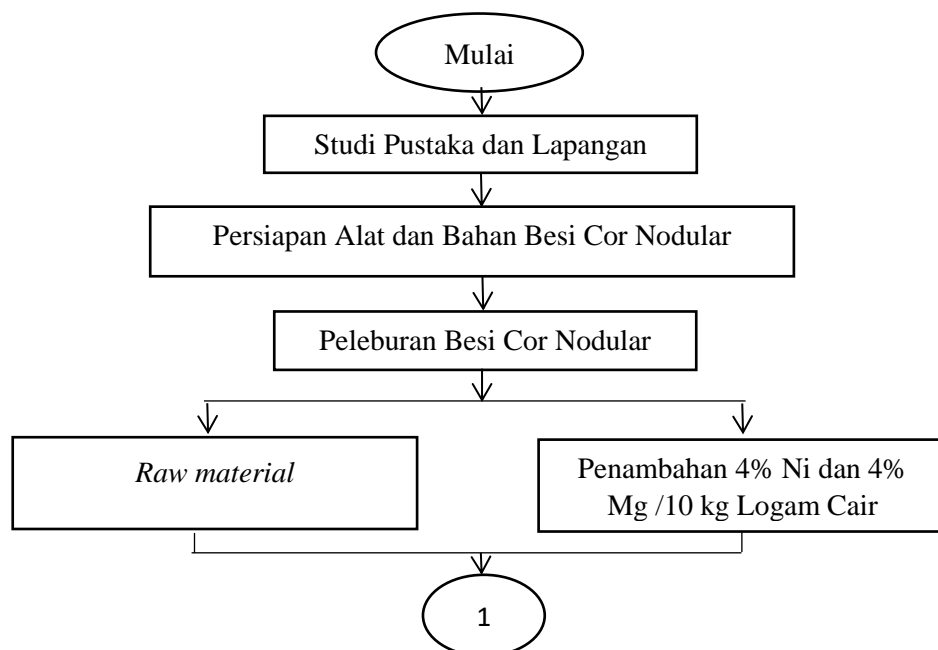 Mulai
Studi Pustaka dan Lapangan
Persiapan Alat dan Bahan Besi Cor Nodular
Peleburan Besi Cor Nodular
Raw material
Penambahan 4% Ni dan 4%
Mg /10 kg Logam Cair
1